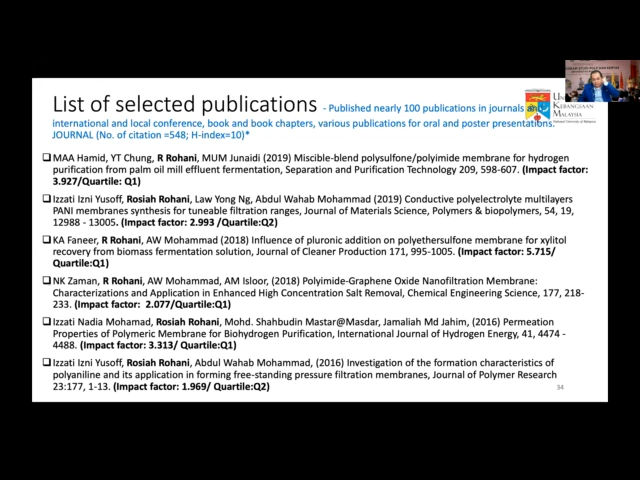 List of selected publications - Published nearly 100 publications in journals and
international and local conference, book and book chapters, various publications for oral and poster presentations.
JOURNAL (No. of citation =548; H-index=10)*
KEBANGSAAN
MALAYSIA
National University of Malaysia
MAA Hamid, YT Chung, R Rohani, MUM Junaidi (2019) Miscible-blend polysulfone/polyimide membrane for hydrogen
purification from palm oil mill effluent fermentation, Separation and Purification Technology 209, 598-607. (Impact factor:
3.927/Quartile: Q1)
Izzati Izni Yusoff, Rosiah Rohani, Law Yong Ng, Abdul Wahab Mohammad (2019) Conductive polyelectrolyte multilayers
PANI membranes synthesis for tuneable filtration ranges, Journal of Materials Science, Polymers & biopolymers, 54, 19,
12988 - 13005. (Impact factor: 2.993 /Quartile:Q2)
KA Faneer, R Rohani, AW Mohammad (2018) Influence of pluronic addition on polyethersulfone membrane for xylitol
recovery from biomass fermentation solution, Journal of Cleaner Production 171, 995-1005. (Impact factor: 5.715/
Quartile:Q1)
NK Zaman, R Rohani, AW Mohammad, AM Isloor, (2018) Polyimide-Graphene Oxide Nanofiltration Membrane:
Characterizations and Application in Enhanced High Concentration Salt Removal, Chemical Engineering Science, 177, 218-
233. (Impact factor: 2.077/Quartile:Q1)
Izzati Nadia Mohamad, Rosiah Rohani, Mohd. Shahbudin Mastar@Masdar, Jamaliah Md Jahim, (2016) Permeation
Properties of Polymeric Membrane for Biohydrogen Purification, International Journal of Hydrogen Energy, 41, 4474 -
4488. (Impact factor: 3.313/ Quartile:Q1)
Izzati Izni Yusoff, Rosiah Rohani, Abdul Wahab Mohammad, (2016) Investigation of the formation characteristics of
polyaniline and its application in forming free-standing pressure filtration membranes, Journal of Polymer Research
23:177, 1-13. (Impact factor: 1.969/ Quartile:Q2)
34